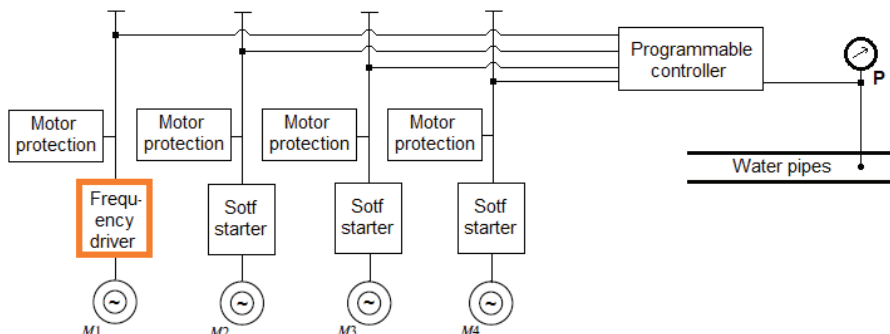 Programmable
controller
P
Motor
protection
Motor
protection
Motor
protection
Motor
protection
Water pipes
Frequ-
ency
driver
Sotf
starter
Sotf
starter
Sotf
starter
~
~
~
~
M1
M2
M3
M4